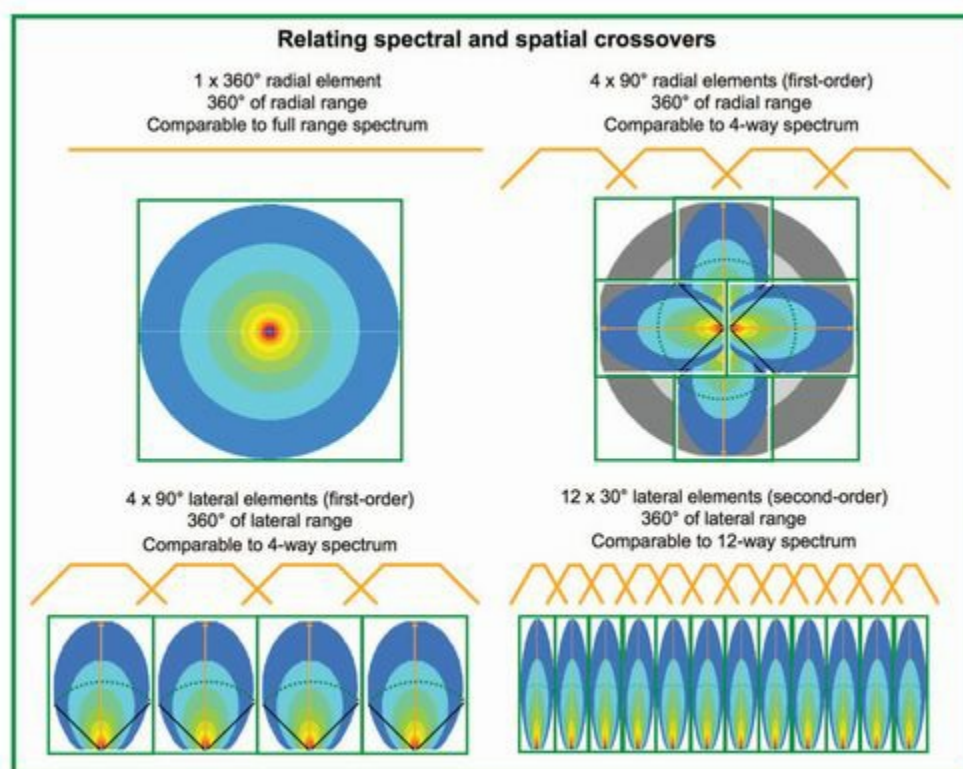 Relating spectral and spatial crossovers
1 x 360° radial element
360° of radial range
Comparable to full range spectrum
4 x 90° radial elements (first-order)
360° of radial range
Comparable to 4-way spectrum
4 x 90° lateral elements (first-order)
360° of lateral range
Comparable to 4-way spectrum
12 x 30° lateral elements (second-order)
360° of lateral range
Comparable to 12-way spectrum